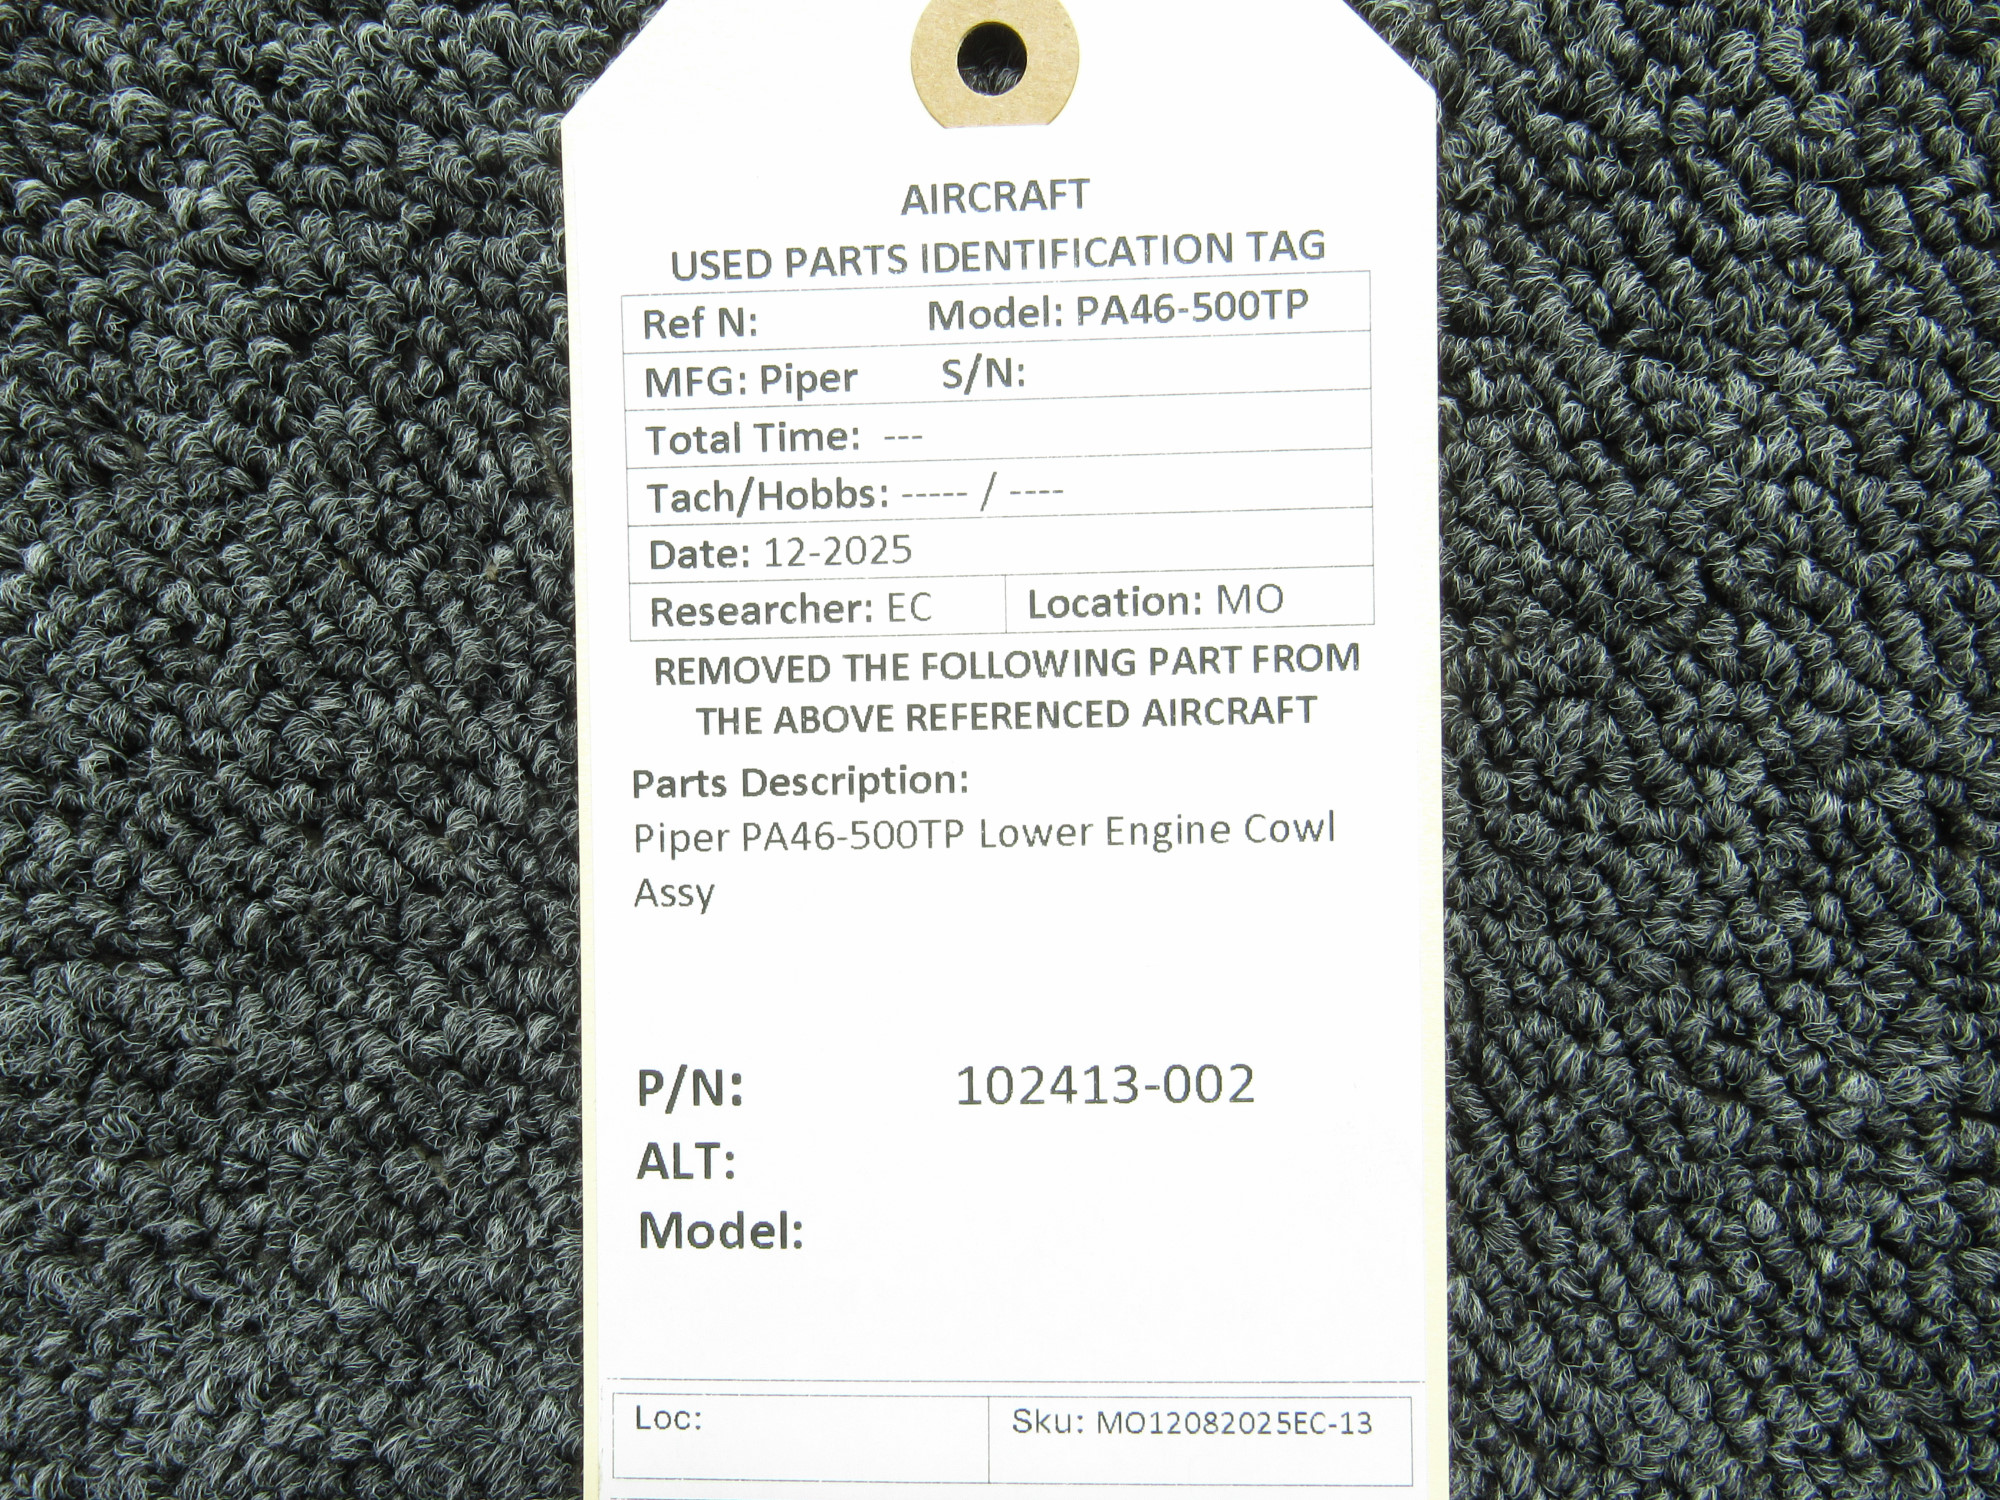 AIRCRAFT
USED PARTS IDENTIFICATION TAG
Ref N: Model: PA46-500TP
MFG: Piper S/N:
Total Time: ---
Tach/Hobbs: ----- / ----
Date: 12-2025
Researcher: EC Location: MO
REMOVED THE FOLLOWING PART FROM
THE ABOVE REFERENCED AIRCRAFT
Parts Description:
Piper PA46-500TP Lower Engine Cowl
Assy
P/N: 102413-002
ALT:
Model:
Loc: Sku: MO12082025EC-13